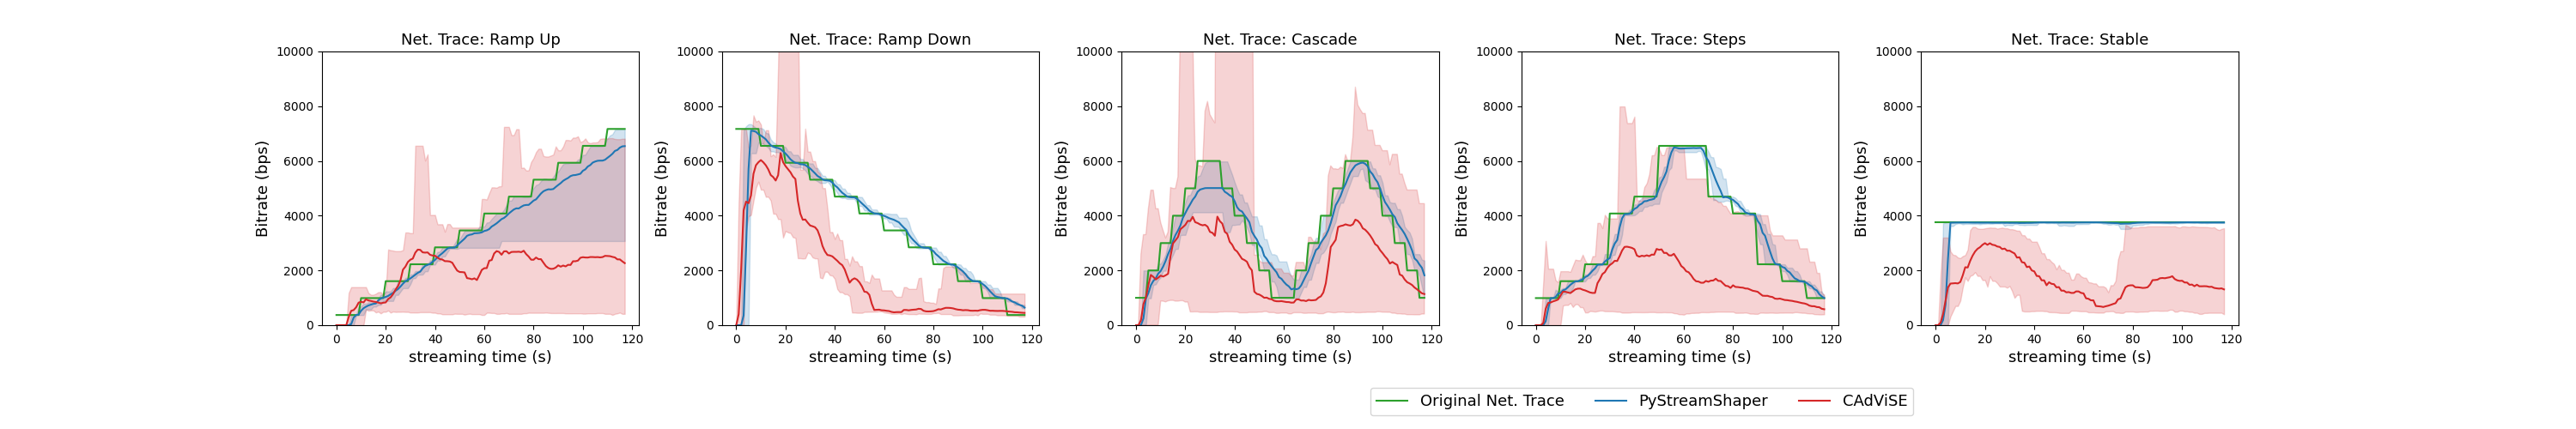 Net. Trace: Ramp Up
10000
8000
6000
4000
2000
0
Bitrate (bps)
0 20 40 60 80 100 120
streaming time (s)
Net. Trace: Ramp Down
10000
8000
6000
4000
2000
0
Bitrate (bps)
0 20 40 60 80 100 120
streaming time (s)
Net. Trace: Cascade
10000
8000
6000
4000
2000
0
Bitrate (bps)
0 20 40 60 80 100 120
streaming time (s)
Net. Trace: Steps
10000
8000
6000
4000
2000
0
Bitrate (bps)
0 20 40 60 80 100 120
streaming time (s)
Net. Trace: Stable
10000
8000
6000
4000
2000
0
Bitrate (bps)
0 20 40 60 80 100 120
streaming time (s)
Original Net. Trace PyStreamShaper CAdViSE